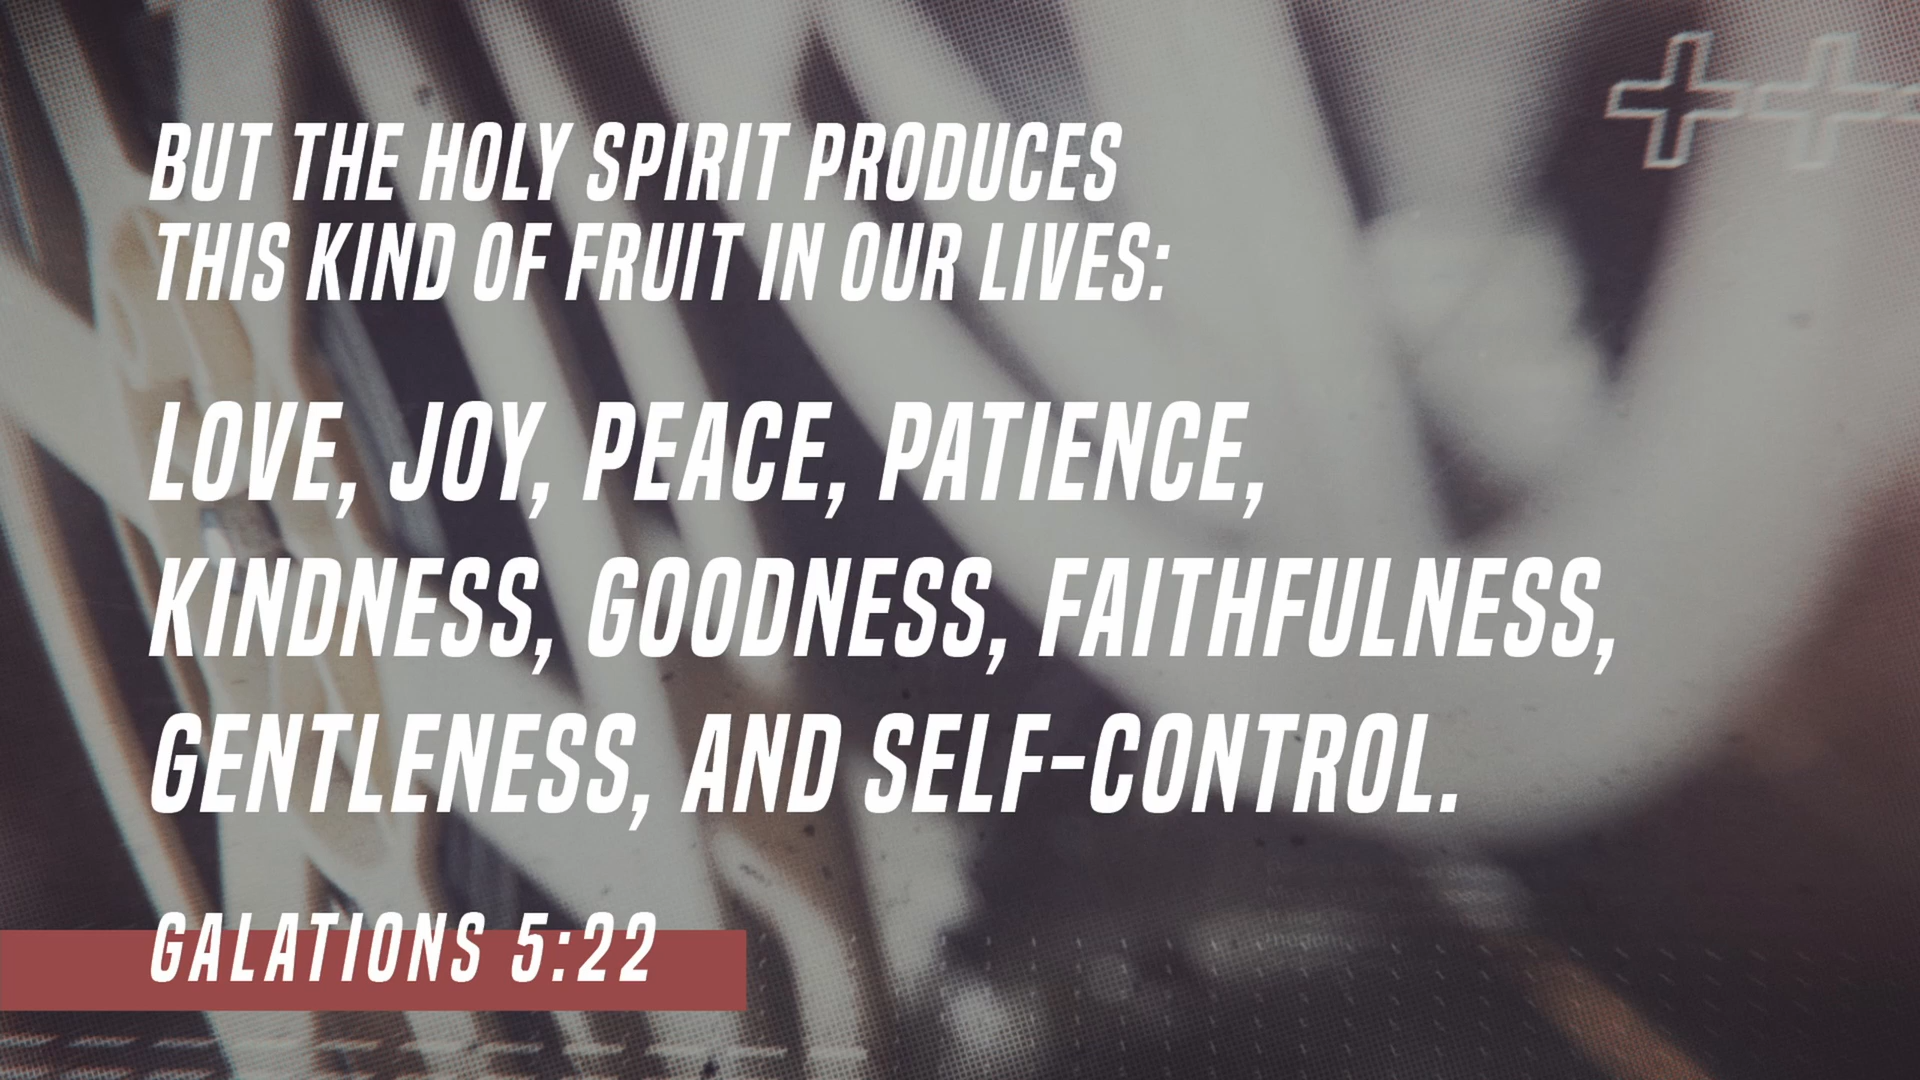 BUT THE HOLY SPIRIT PRODUCES
THIS KIND OF FRUIT IN OUR LIVES:
LOVE, JOY, PEACE, PATIENCE,
KINDNESS, GOODNESS, FAITHFULNESS,
GENTLENESS, AND SELF-CONTROL.
GALATIONS 5:22